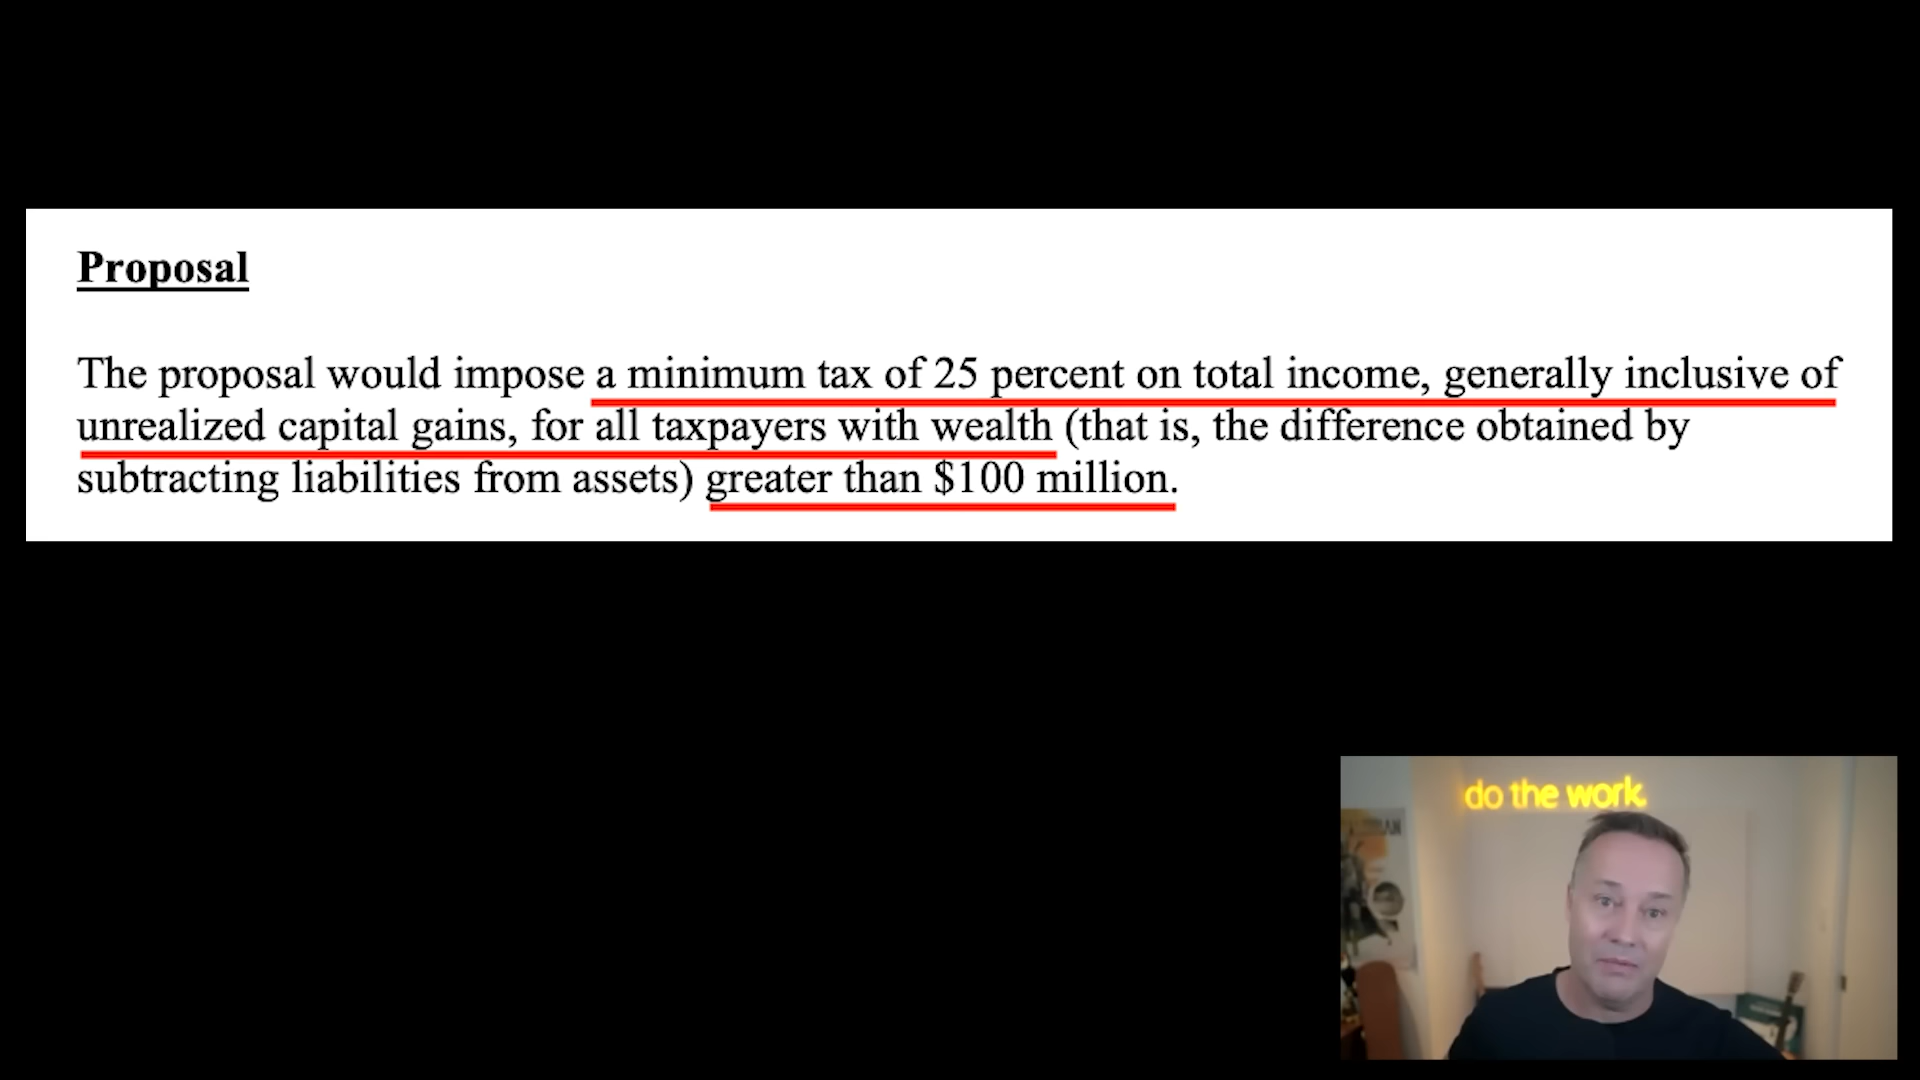 Proposal
The proposal would impose a minimum tax of 25 percent on total income, generally inclusive of
unrealized capital gains, for all taxpayers with wealth (that is, the difference obtained by
subtracting liabilities from assets) greater than $100 million.
do the work.